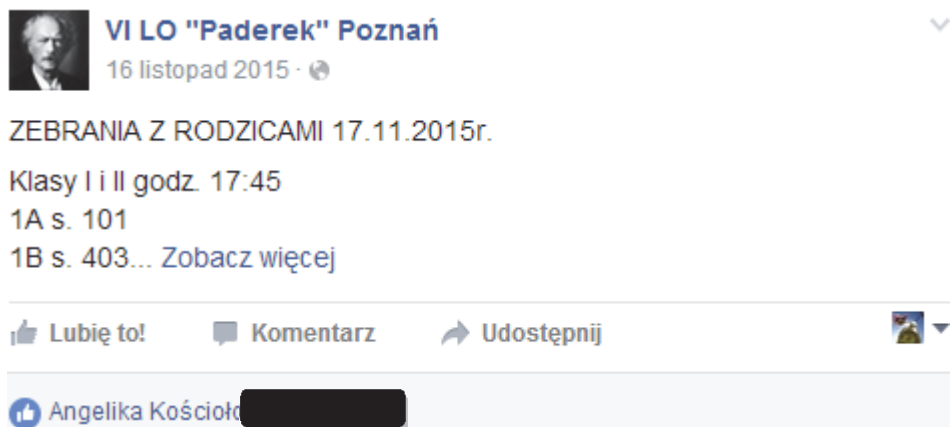 VI LO "Paderek" Poznań
16 listopad 2015 ·
ZEBRANIA Z RODZICAMI 17.11.2015r.
Klasy I i II godz. 17:45
1A s. 101
1B s. 403... Zobacz więcej
Lubię to! Komentarz Udostępnij
Angelika